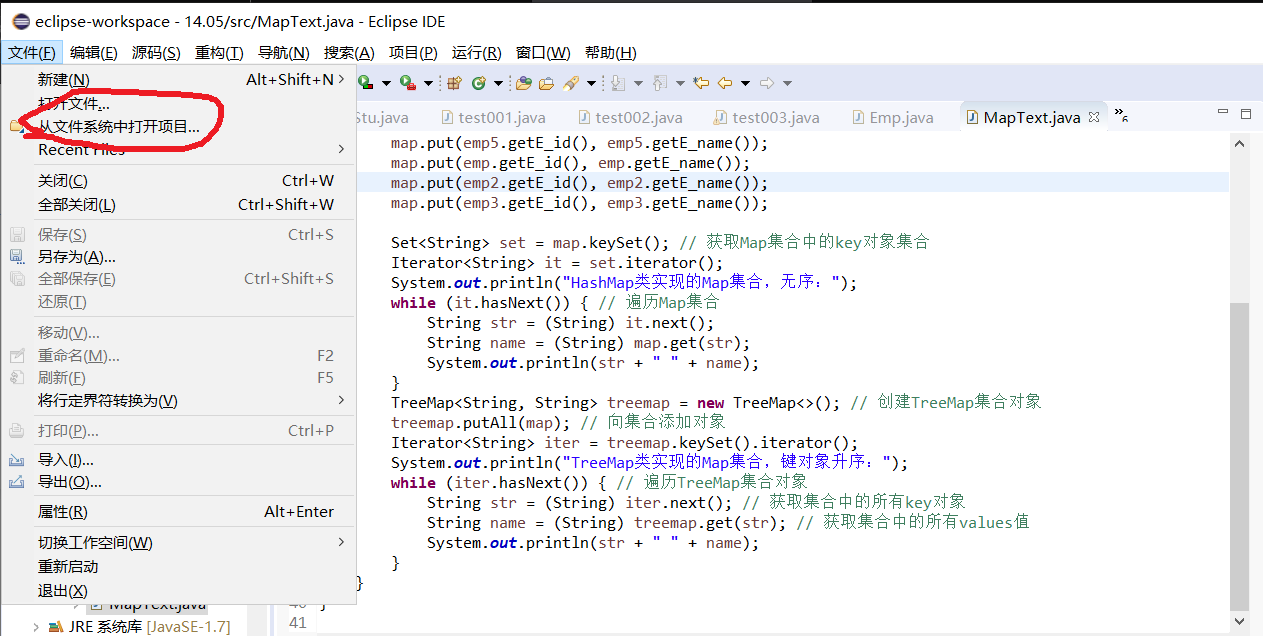 eclipse-workspace - 14.05/src/MapText.java - Eclipse IDE
文件(F) 编辑(E) 源码(S) 重构(T) 导航(N) 搜索(A) 项目(P) 运行(R) 窗口(W) 帮助(H)
新建(N) Alt+Shift+N
打开文件...
从文件系统中打开项目...
Recent Files
关闭(C) Ctrl+W
全部关闭(L) Ctrl+Shift+W
保存(S) Ctrl+S
另存为(A)...
全部保存(E) Ctrl+Shift+S
还原(T)
移动(V)...
重命名(M)... F2
刷新(F) F5
将行定界符转换为(V)
打印(P)... Ctrl+P
导入(I)...
导出(O)...
属性(R) Alt+Enter
切换工作空间(W)
重新启动
退出(X)
MapText.java
JRE 系统库 [JavaSE-1.7]
Stu.java test001.java test002.java test003.java Emp.java MapText.java »6
map.put(emp5.getE_id(), emp5.getE_name());
map.put(emp.getE_id(), emp.getE_name());
map.put(emp2.getE_id(), emp2.getE_name());
map.put(emp3.getE_id(), emp3.getE_name());
Set<String> set = map.keySet(); // 获取Map集合中的key对象集合
Iterator<String> it = set.iterator();
System.out.println("HashMap类实现的Map集合，无序：");
while (it.hasNext()) { // 遍历Map集合
String str = (String) it.next();
String name = (String) map.get(str);
System.out.println(str + " " + name);
}
TreeMap<String, String> treemap = new TreeMap<>(); // 创建TreeMap集合对象
treemap.putAll(map); // 向集合添加对象
Iterator<String> iter = treemap.keySet().iterator();
System.out.println("TreeMap类实现的Map集合，键对象升序：");
while (iter.hasNext()) { // 遍历TreeMap集合对象
String str = (String) iter.next(); // 获取集合中的所有key对象
String name = (String) treemap.get(str); // 获取集合中的所有values值
System.out.println(str + " " + name);
}
}
40 }
41